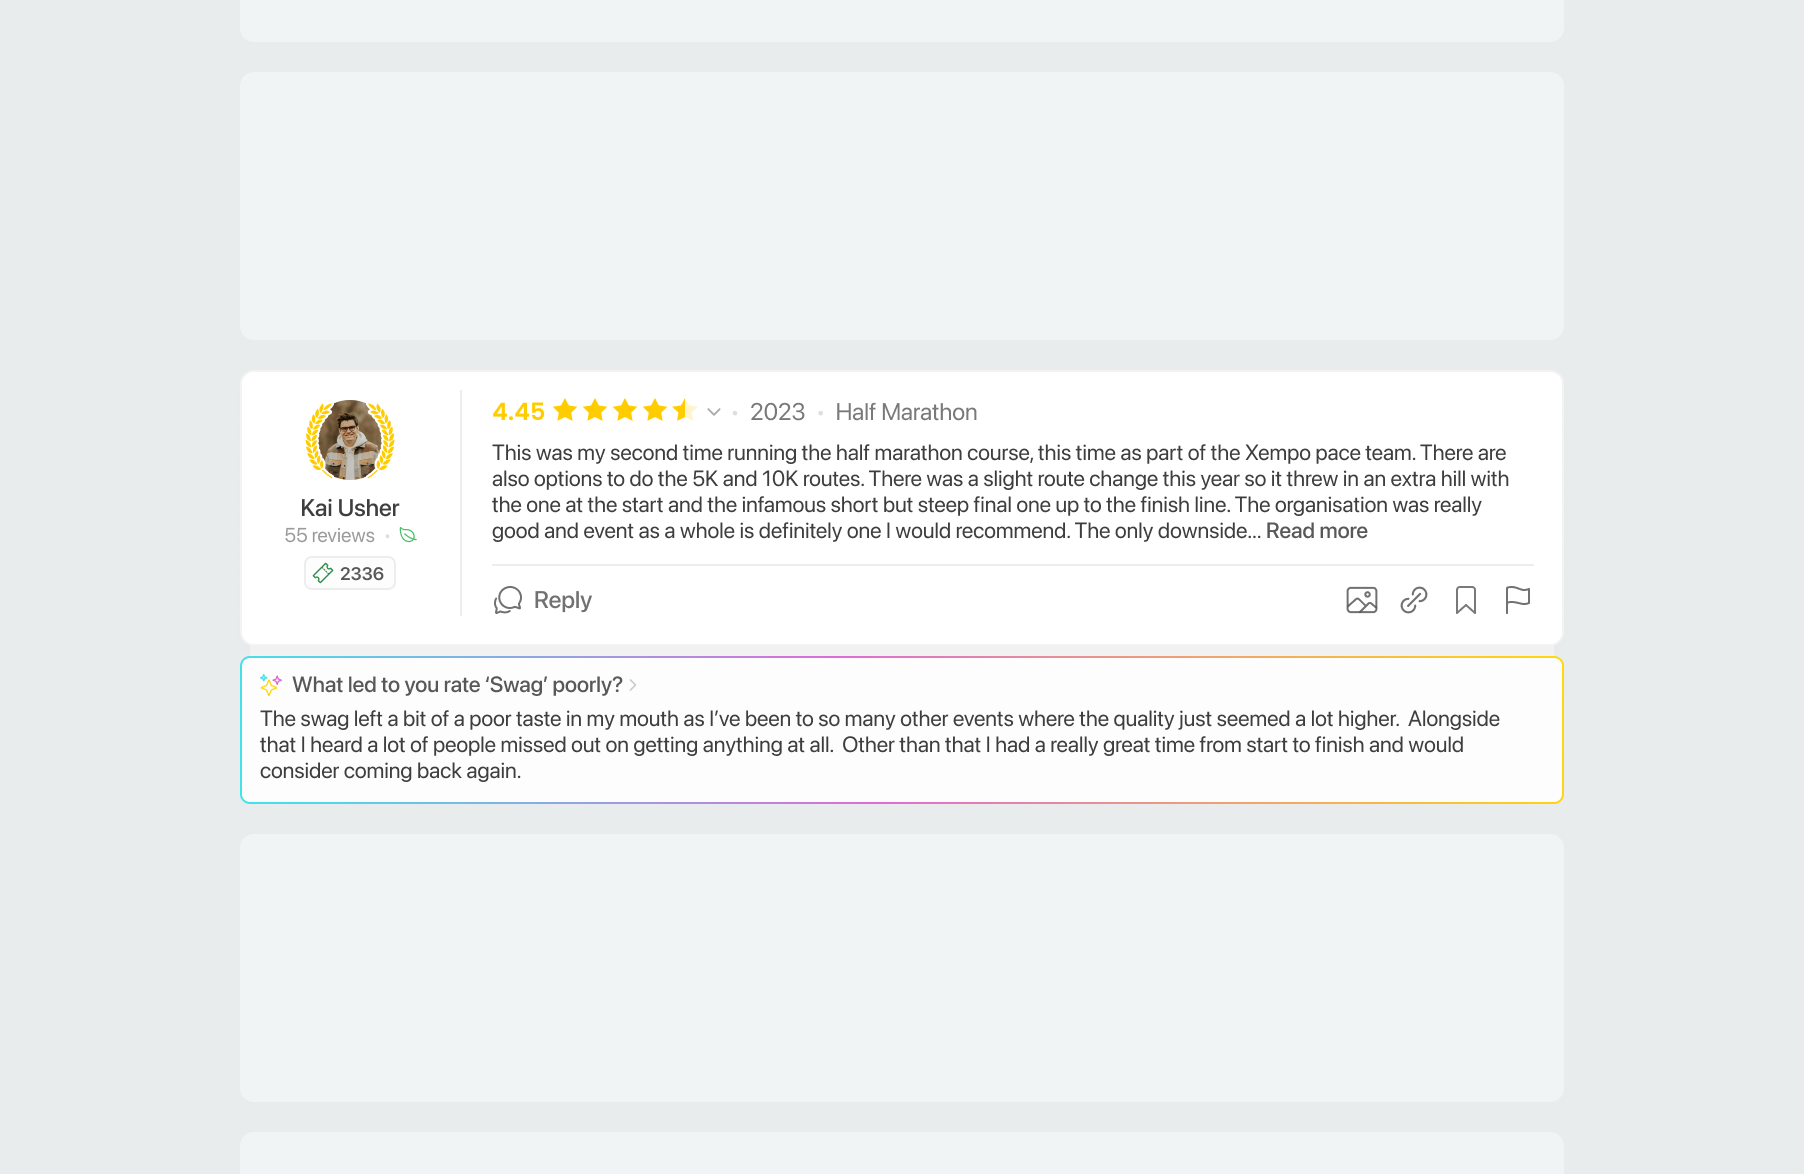 4.45 · 2023 · Half Marathon
This was my second time running the half marathon course, this time as part of the Xempo pace team. There are
also options to do the 5K and 10K routes. There was a slight route change this year so it threw in an extra hill with
the one at the start and the infamous short but steep final one up to the finish line. The organisation was really
good and event as a whole is definitely one I would recommend. The only downside... Read more
Kai Usher
55 reviews ·
2336
Reply
What led to you rate ‘Swag’ poorly?
The swag left a bit of a poor taste in my mouth as I’ve been to so many other events where the quality just seemed a lot higher.  Alongside
that I heard a lot of people missed out on getting anything at all.  Other than that I had a really great time from start to finish and would
consider coming back again.